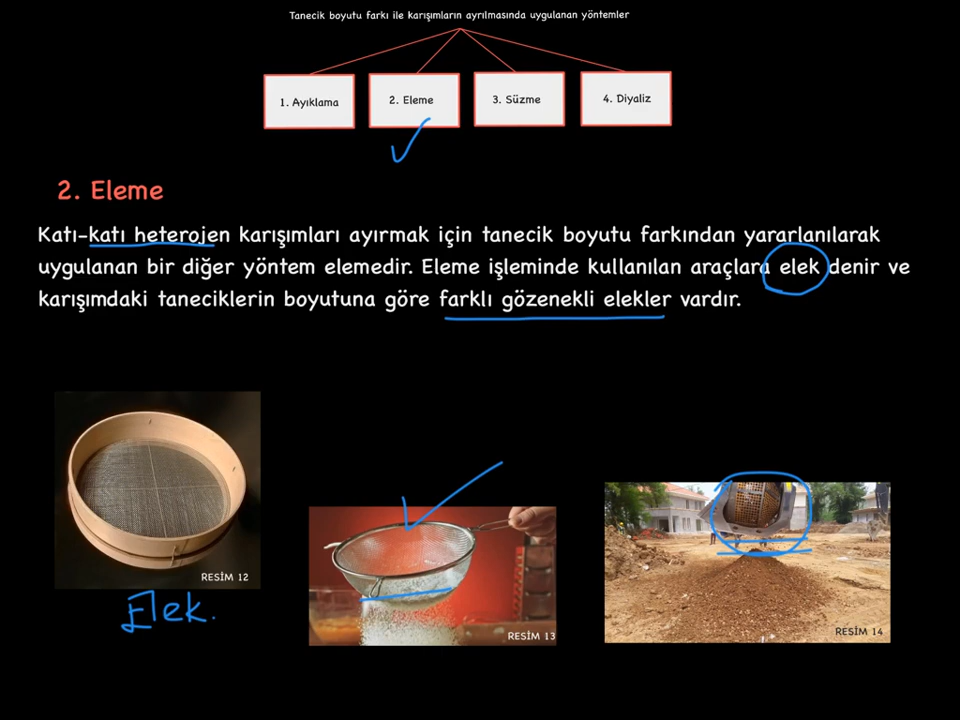 Tanecik boyutu farkı ile karışımların ayrılmasında uygulanan yöntemler
1. Ayıklama
2. Eleme
3. Süzme
4. Diyaliz
2. Eleme
Katı-katı heterojen karışımları ayırmak için tanecik boyutu farkından yararlanılarak
uygulanan bir diğer yöntem elemedir. Eleme işleminde kullanılan araçlara elek denir ve
karışımdaki taneciklerin boyutuna göre farklı gözenekli elekler vardır.
RESİM 12
Elek.
RESİM 13
RESİM 14